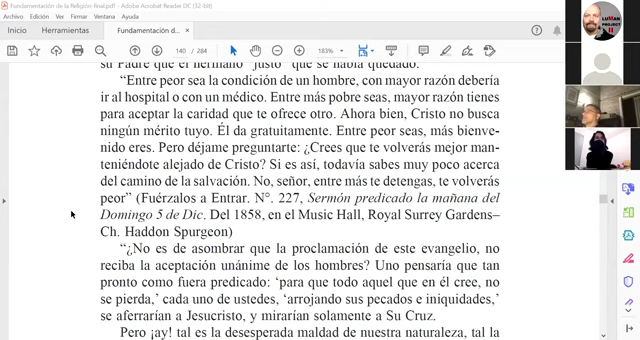 Fundamentación de la Religión-final.pdf - Adobe Acrobat Reader DC (32-bit)
Archivo Edición Ver Firmar Ventana Ayuda
Inicio Herramientas Fundamentación d... ×
140 / 284 183%
su Padre que el hermano “justo” que se había quedado.
“Entre peor sea la condición de un hombre, con mayor razón debería
ir al hospital o con un médico. Entre más pobre seas, mayor razón tienes
para aceptar la caridad que te ofrece otro. Ahora bien, Cristo no busca
ningún mérito tuyo. Él da gratuitamente. Entre peor seas, más bienve-
nido eres. Pero déjame preguntarte: ¿Crees que te volverás mejor man-
teniéndote alejado de Cristo? Si es así, todavía sabes muy poco acerca
del camino de la salvación. No, señor, entre más te detengas, te volverás
peor” (Fuérzalos a Entrar. N°. 227, Sermón predicado la mañana del
Domingo 5 de Dic. Del 1858, en el Music Hall, Royal Surrey Gardens–
Ch. Haddon Spurgeon)
“¿No es de asombrar que la proclamación de este evangelio, no
reciba la aceptación unánime de los hombres? Uno pensaría que tan
pronto como fuera predicado: ‘para que todo aquel que en él cree, no
se pierda,’ cada uno de ustedes, ‘arrojando sus pecados e iniquidades,’
se aferrarían a Jesucristo, y mirarían solamente a Su Cruz.
Pero ¡ay! tal es la desesperada maldad de nuestra naturaleza, tal la
LUMAN
PROJECT
II